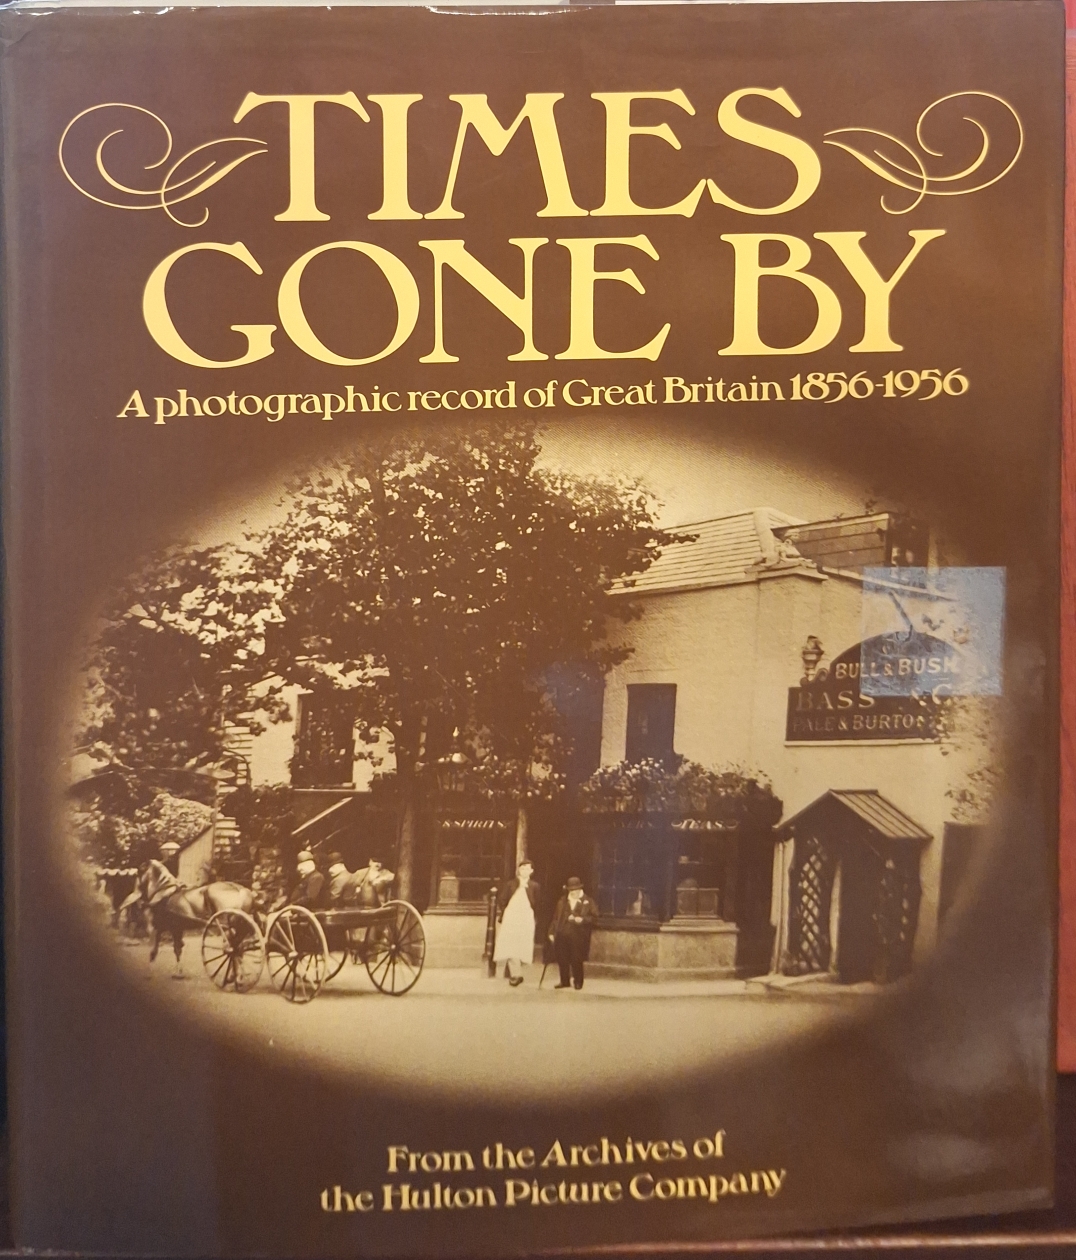 TIMES
GONE BY
A photographic record of Great Britain 1856-1956
BULL & BUSH
BASS & Co
PALE & BURTON
& SPIRITS
TEAS
From the Archives of
the Hulton Picture Company